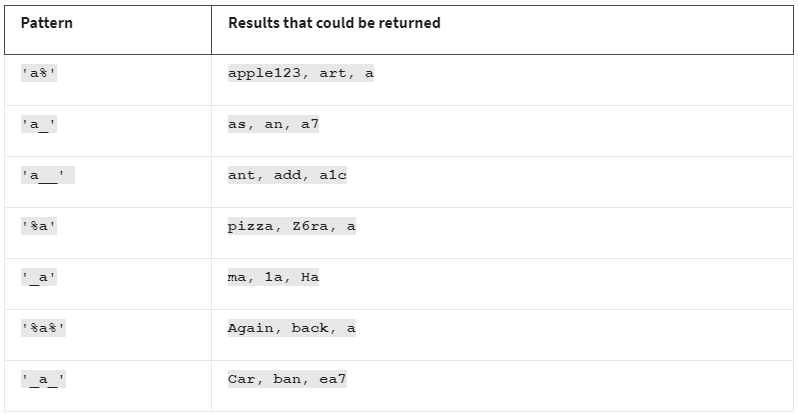 Pattern Results that could be returned
'a%' apple123, art, a
'a_' as, an, a7
'a__' ant, add, a1c
'%a' pizza, Z6ra, a
'_a' ma, 1a, Ha
'%a%' Again, back, a
'_a_' Car, ban, ea7